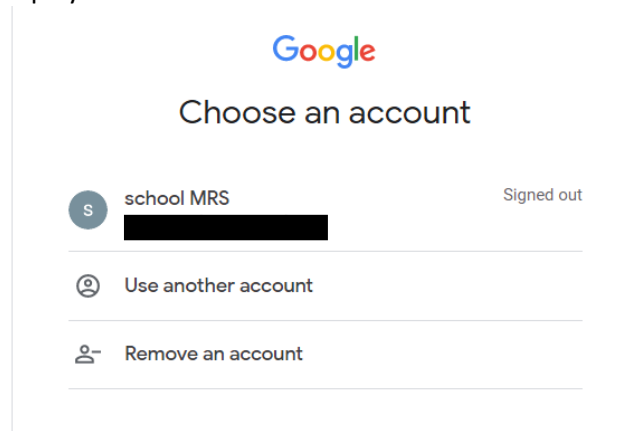 Google
Choose an account
S
school MRS
Signed out
Use another account
Remove an account